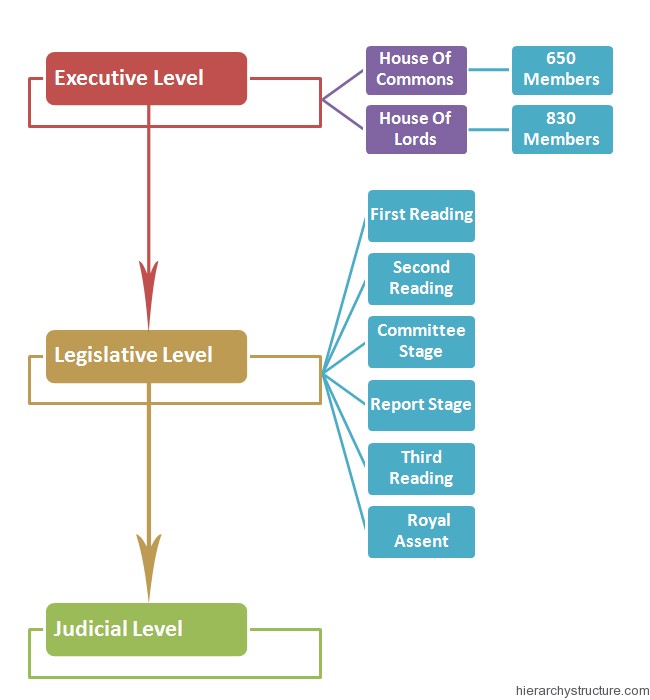 Executive Level
House Of
Commons
650
Members
House Of
Lords
830
Members
First Reading
Second
Reading
Committee
Stage
Legislative Level
Report Stage
Third
Reading
Royal
Assent
Judicial Level
hierarchystructure.com